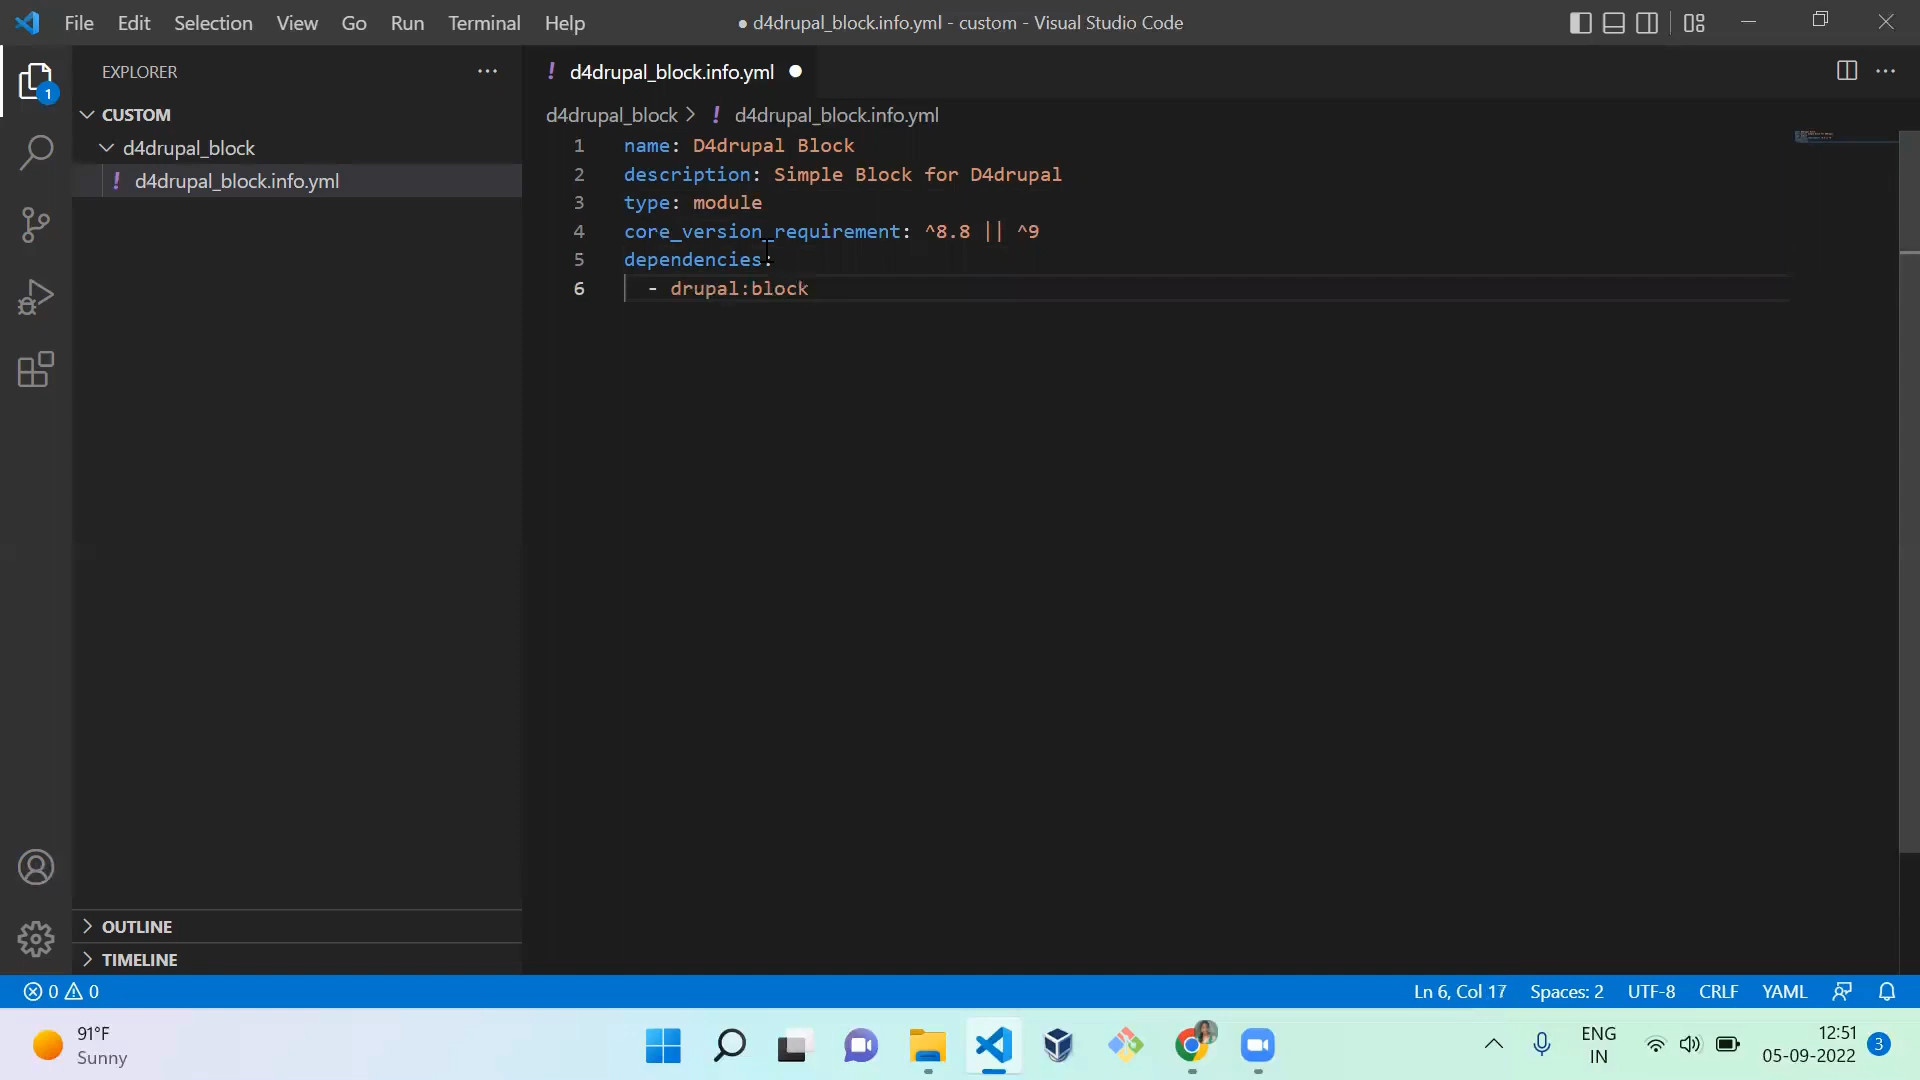 File Edit Selection View Go Run Terminal Help
● d4drupal_block.info.yml - custom - Visual Studio Code
EXPLORER
1
CUSTOM
d4drupal_block
! d4drupal_block.info.yml
OUTLINE
TIMELINE
! d4drupal_block.info.yml ●
d4drupal_block > ! d4drupal_block.info.yml
1 name: D4drupal Block
2 description: Simple Block for D4drupal
3 type: module
4 core_version_requirement: ^8.8 || ^9
5 dependencies:
6 - drupal:block
0 0
Ln 6, Col 17 Spaces: 2 UTF-8 CRLF YAML
91°F
Sunny
ENG
IN
12:51
05-09-2022
3